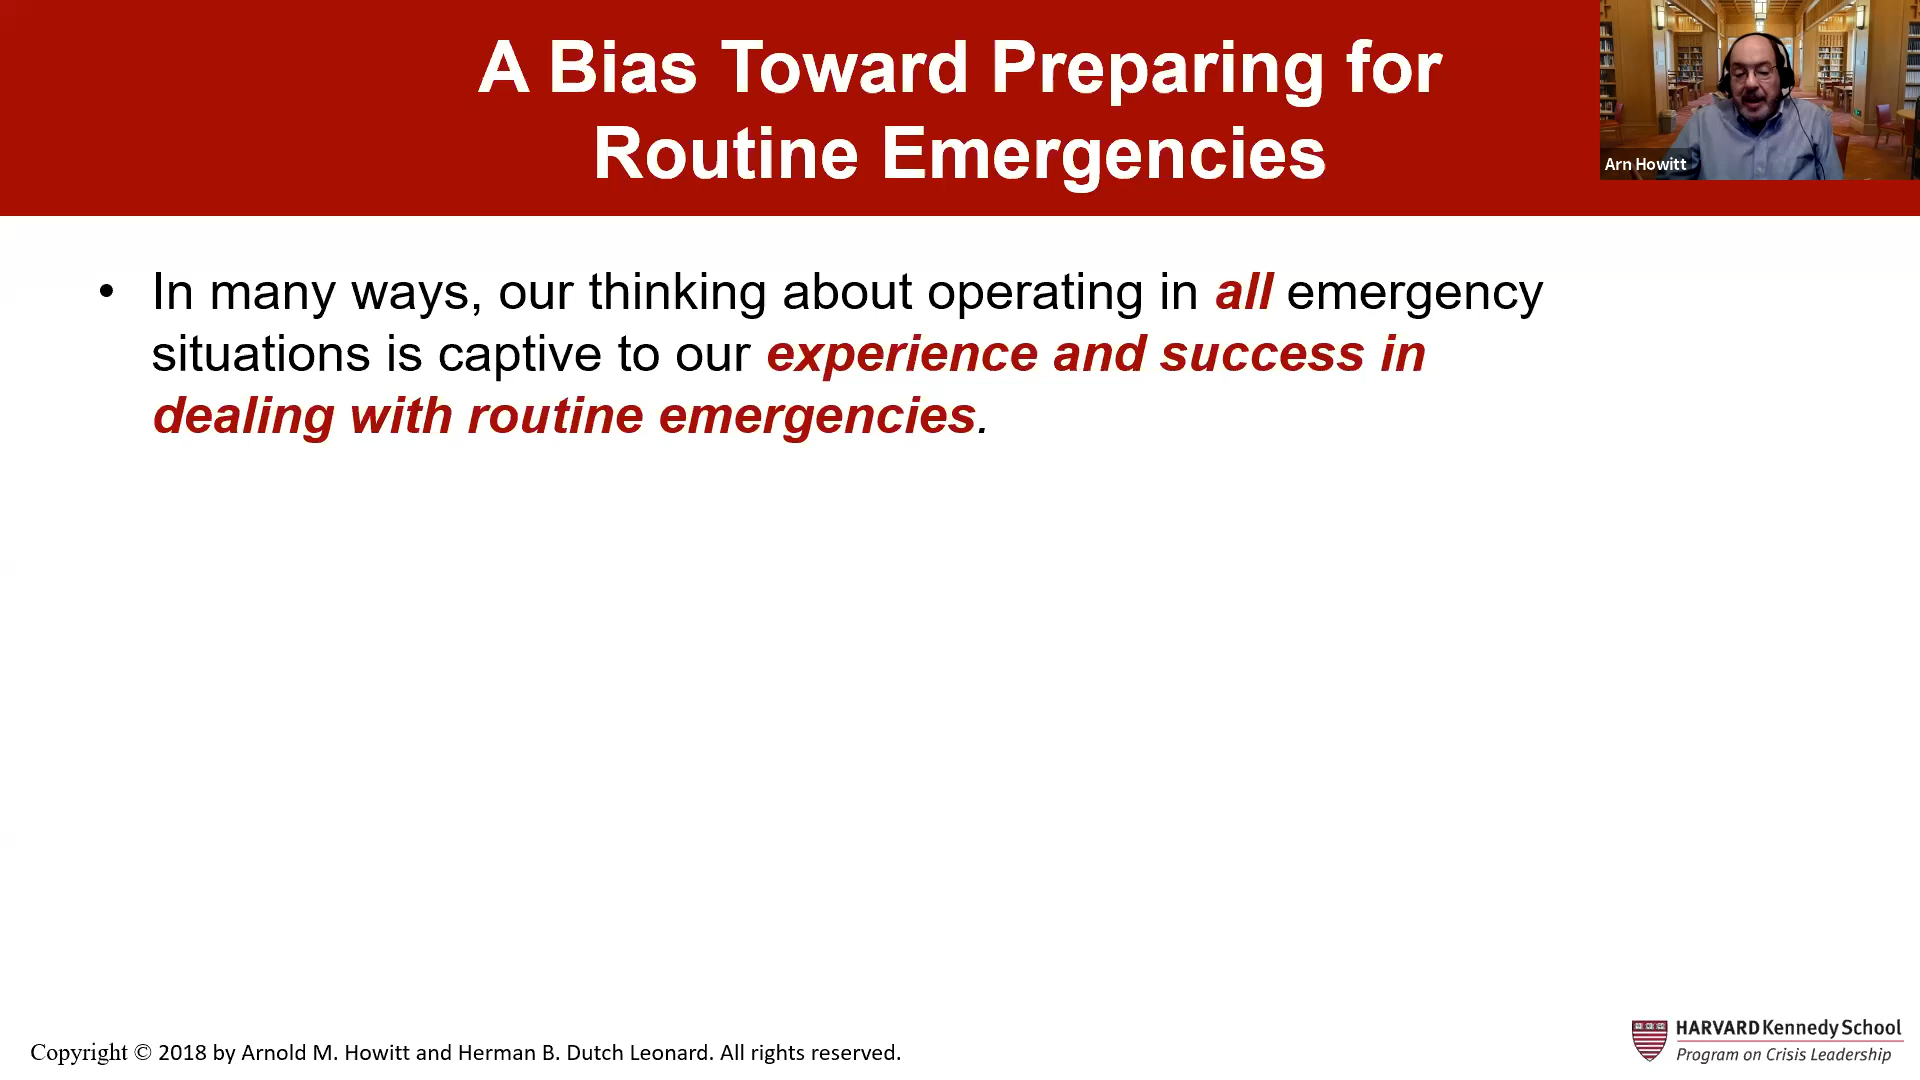 A Bias Toward Preparing for
Routine Emergencies
Arn Howitt
• In many ways, our thinking about operating in all emergency
situations is captive to our experience and success in
dealing with routine emergencies.
Copyright © 2018 by Arnold M. Howitt and Herman B. Dutch Leonard. All rights reserved.
HARVARD Kennedy School
Program on Crisis Leadership